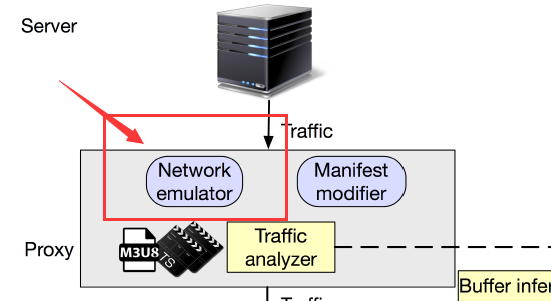 Server
Traffic
Network
emulator
Manifest
modifier
Proxy
M3U8
TS
Traffic
analyzer
Buffer infer